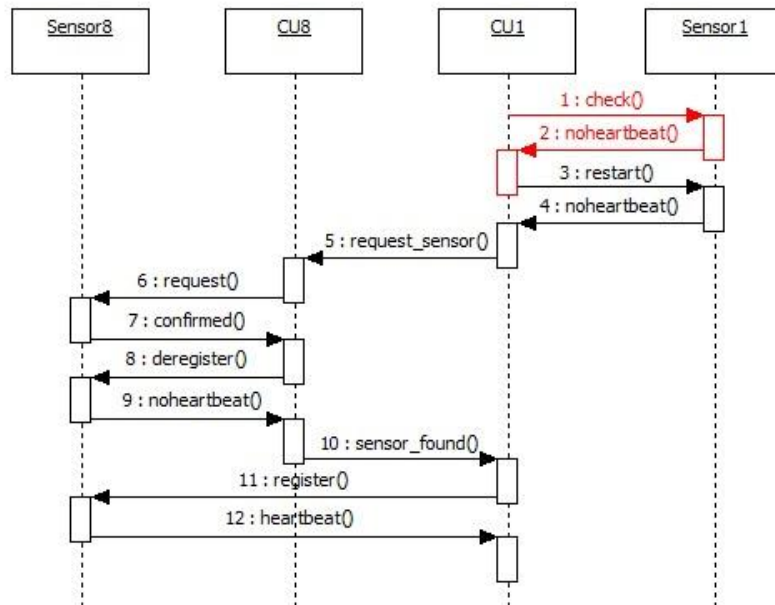 Sensor8
CU8
CU1
Sensor1
1 : check()
2 : noheartbeat()
3 : restart()
4 : noheartbeat()
5 : request_sensor()
6 : request()
7 : confirmed()
8 : deregister()
9 : noheartbeat()
10 : sensor_found()
11 : register()
12 : heartbeat()